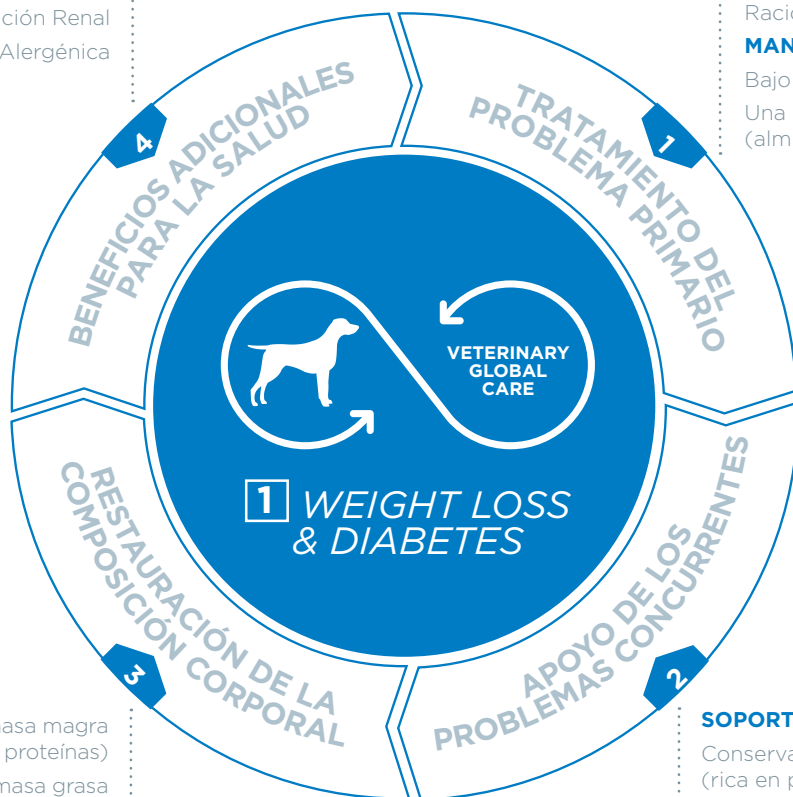 ción Renal
Alergénica
Racio
MAN
Bajo
Una
(alm
4
BENEFICIOS ADICIONALES
PARA LA SALUD
1
TRATAMIENTO DEL
PROBLEMA PRIMARIO
VETERINARY
GLOBAL
CARE
1 WEIGHT LOSS
& DIABETES
3
RESTAURACIÓN DE LA
COMPOSICIÓN CORPORAL
2
APOYO DE LOS
PROBLEMAS CONCURRENTES
asa magra
proteínas)
masa grasa
SOPORT
Conserva
(rica en p